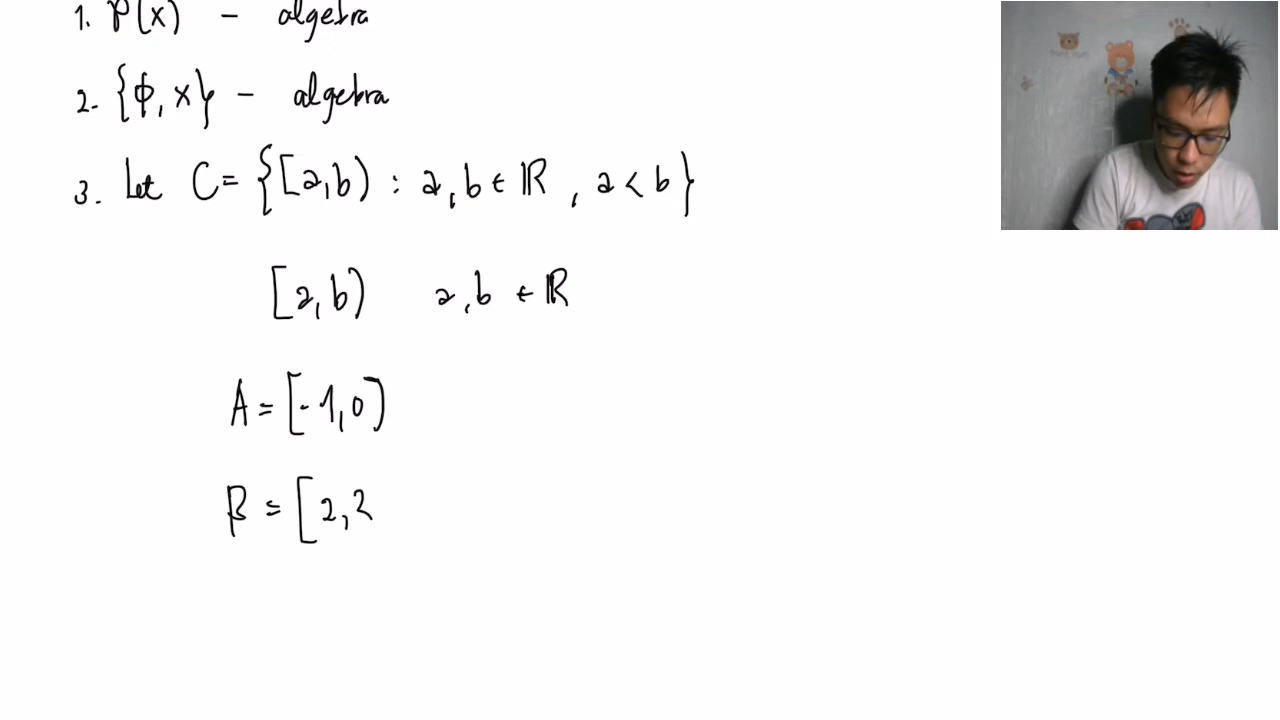 1. P(x) - algebra
2. {ϕ, x} - algebra
3. Let C = {[a,b) : a,b ∈ ℝ, a < b}
[a,b) a,b ∈ ℝ
A = [-1,0)
B = [2,2